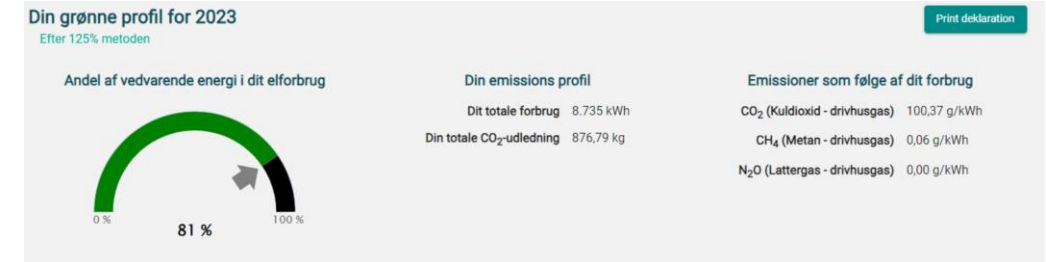 Din grønne profil for 2023
Print deklaration
Efter 125% metoden
Andel af vedvarende energi i dit elforbrug
0 %
100 %
81 %
Din emissions profil
Dit totale forbrug 8.735 kWh
Din totale CO₂-udledning 876,79 kg
Emissioner som følge af dit forbrug
CO₂ (Kuldioxid - drivhusgas) 100,37 g/kWh
CH₄ (Metan - drivhusgas) 0,06 g/kWh
N₂O (Lattergas - drivhusgas) 0,00 g/kWh